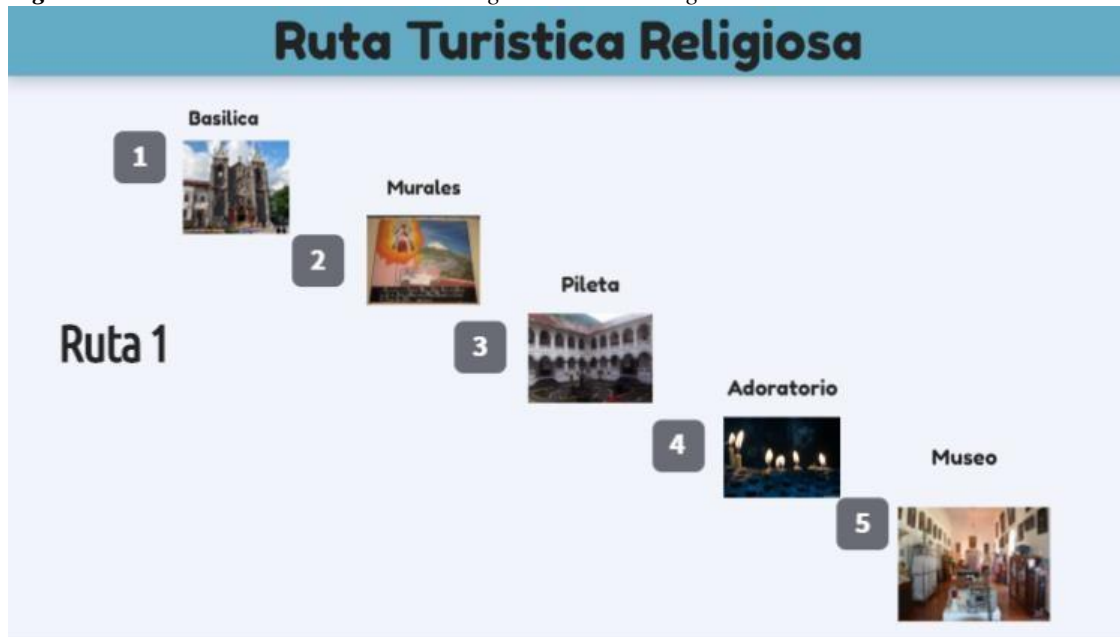 Ruta Turistica Religiosa
Basilica
1
Murales
2
Pileta
Ruta 1
3
Adoratorio
4
Museo
5